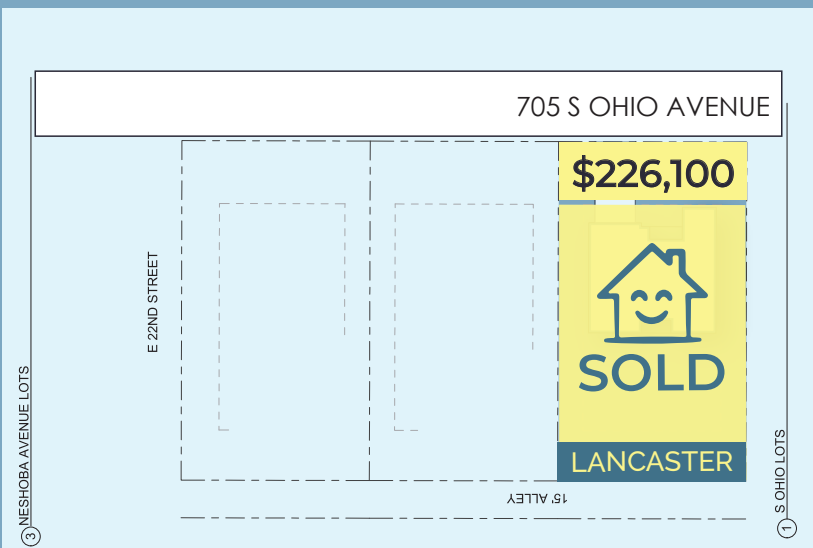 705 S OHIO AVENUE
$226,100
E 22ND STREET
SOLD
LANCASTER
15' ALLEY
NESHOBA AVENUE LOTS
3
S OHIO LOTS
1